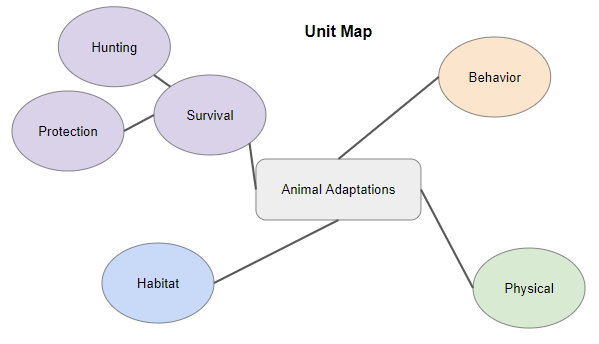 Unit Map
Hunting
Behavior
Survival
Protection
Animal Adaptations
Habitat
Physical